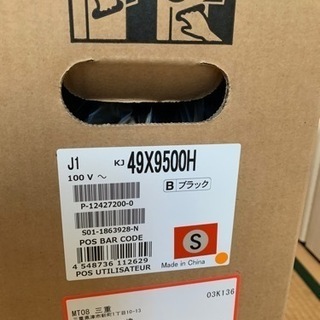 J1
KJ 49X9500H
100 V ～
B ブラック
P-12427200-0
S01-1863928-N
POS BAR CODE
4 548736 112629
POS UTILISATEUR
S
Made in China
03K136
MT08 三重